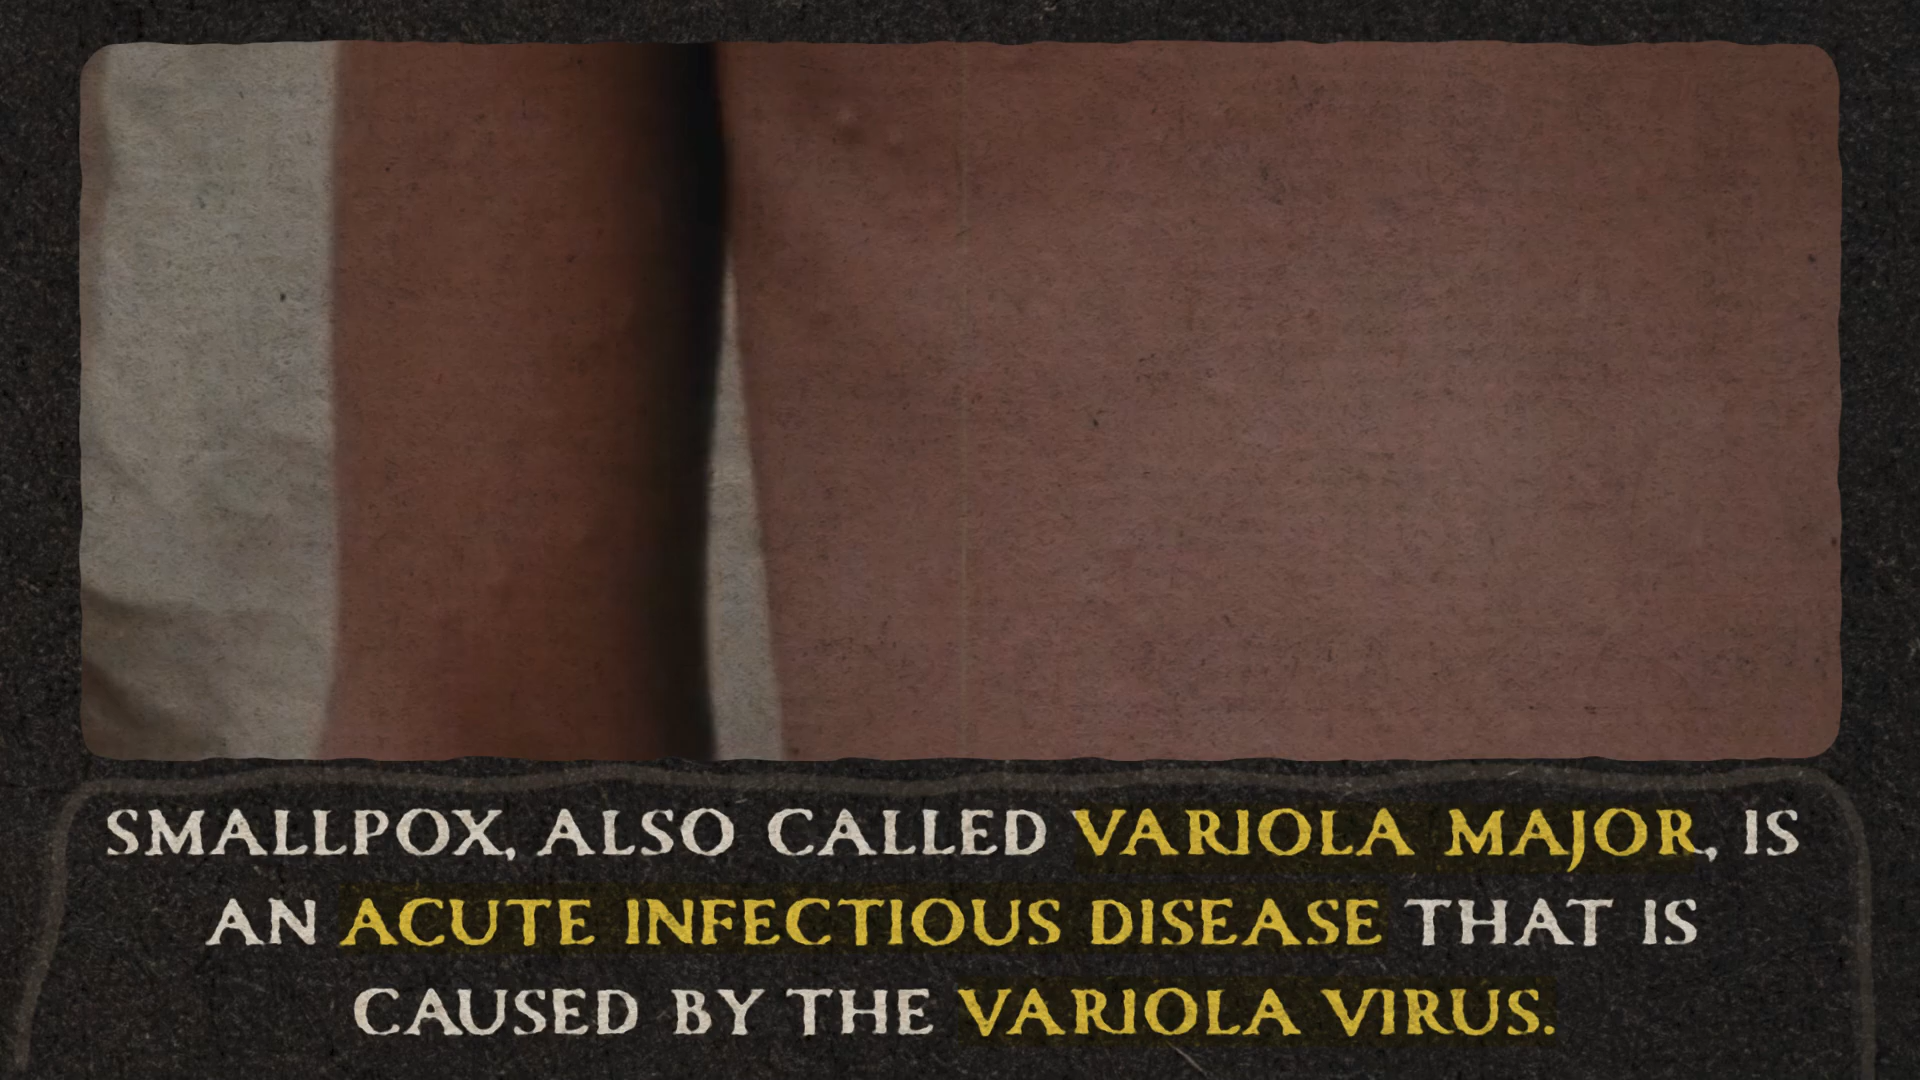 SMALLPOX, ALSO CALLED VARIOLA MAJOR, IS
AN ACUTE INFECTIOUS DISEASE THAT IS
CAUSED BY THE VARIOLA VIRUS.